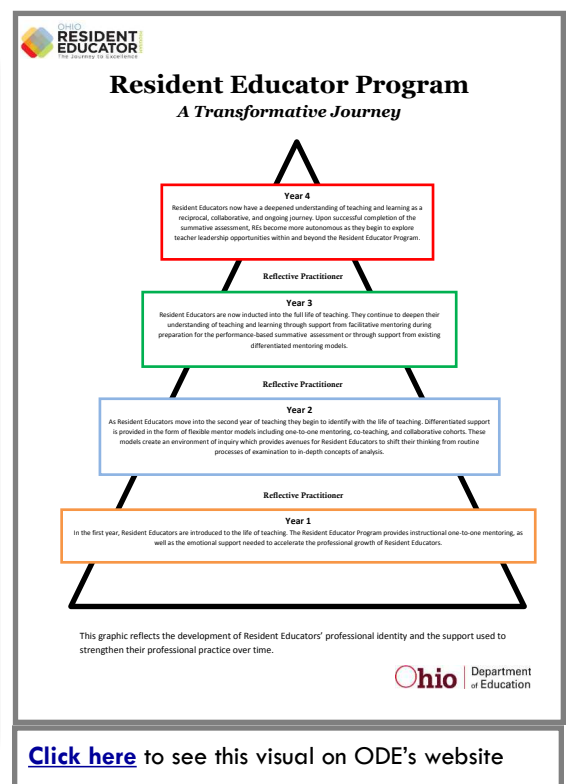 OHIO
RESIDENT
EDUCATOR
The Journey to Excellence
Resident Educator Program
A Transformative Journey
Year 4
Resident Educators now have a deepened understanding of teaching and learning as a
reciprocal, collaborative, and ongoing journey. Upon successful completion of the
summative assessment, REs become more autonomous as they begin to explore
teacher leadership opportunities within and beyond the Resident Educator Program.
Reflective Practitioner
Year 3
Resident Educators are now inducted into the full life of teaching. They continue to deepen their
understanding of teaching and learning through support from facilitative mentoring during
preparation for the performance-based summative assessment or through support from existing
differentiated mentoring models.
Reflective Practitioner
Year 2
As Resident Educators move into the second year of teaching they begin to identify with the life of teaching. Differentiated support
is provided in the form of flexible mentor models including one-to-one mentoring, co-teaching, and collaborative cohorts. These
models create an environment of inquiry which provides avenues for Resident Educators to shift their thinking from routine
processes of examination to in-depth concepts of analysis.
Reflective Practitioner
Year 1
In the first year, Resident Educators are introduced to the life of teaching. The Resident Educator Program provides instructional one-to-one mentoring, as
well as the emotional support needed to accelerate the professional growth of Resident Educators.
This graphic reflects the development of Resident Educators' professional identity and the support used to
strengthen their professional practice over time.
Ohio Department
of Education
Click here to see this visual on ODE's website